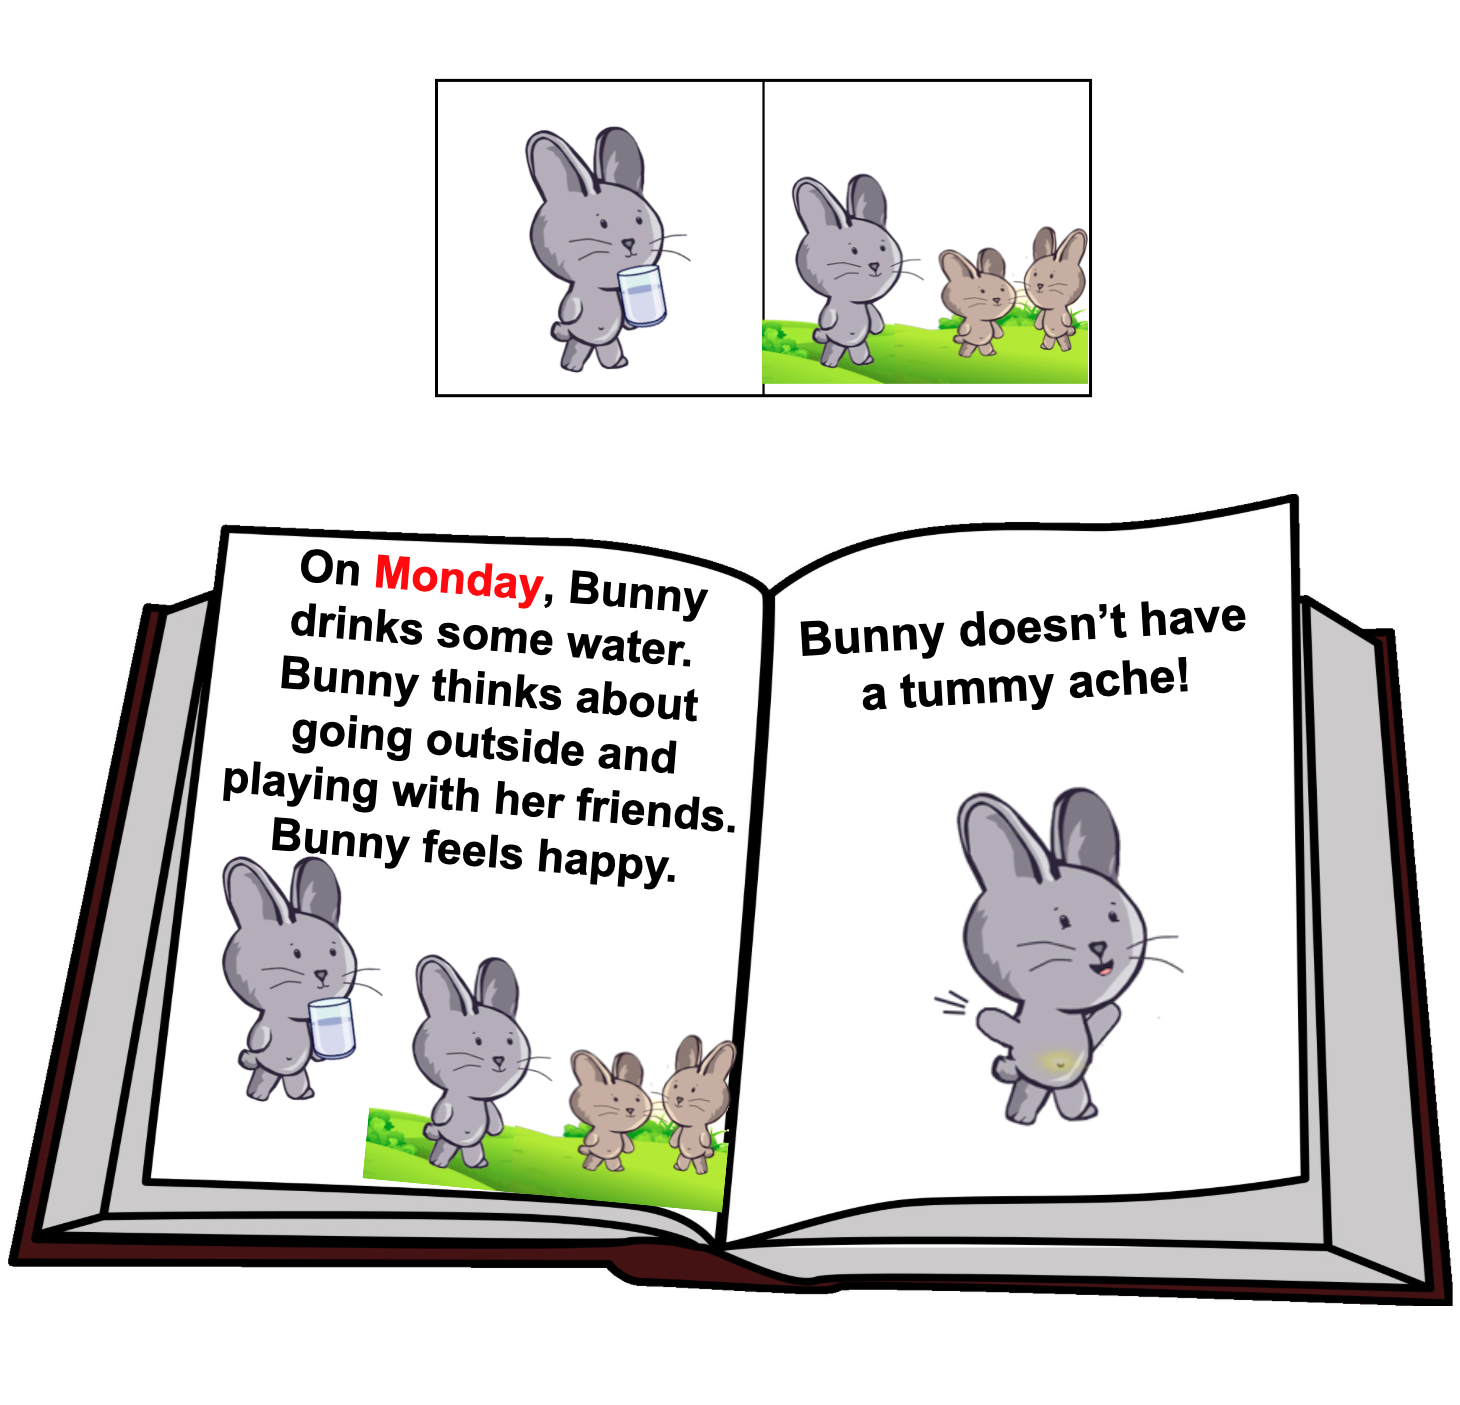 On Monday, Bunny
drinks some water.
Bunny thinks about
going outside and
playing with her friends.
Bunny feels happy.
Bunny doesn’t have
a tummy ache!